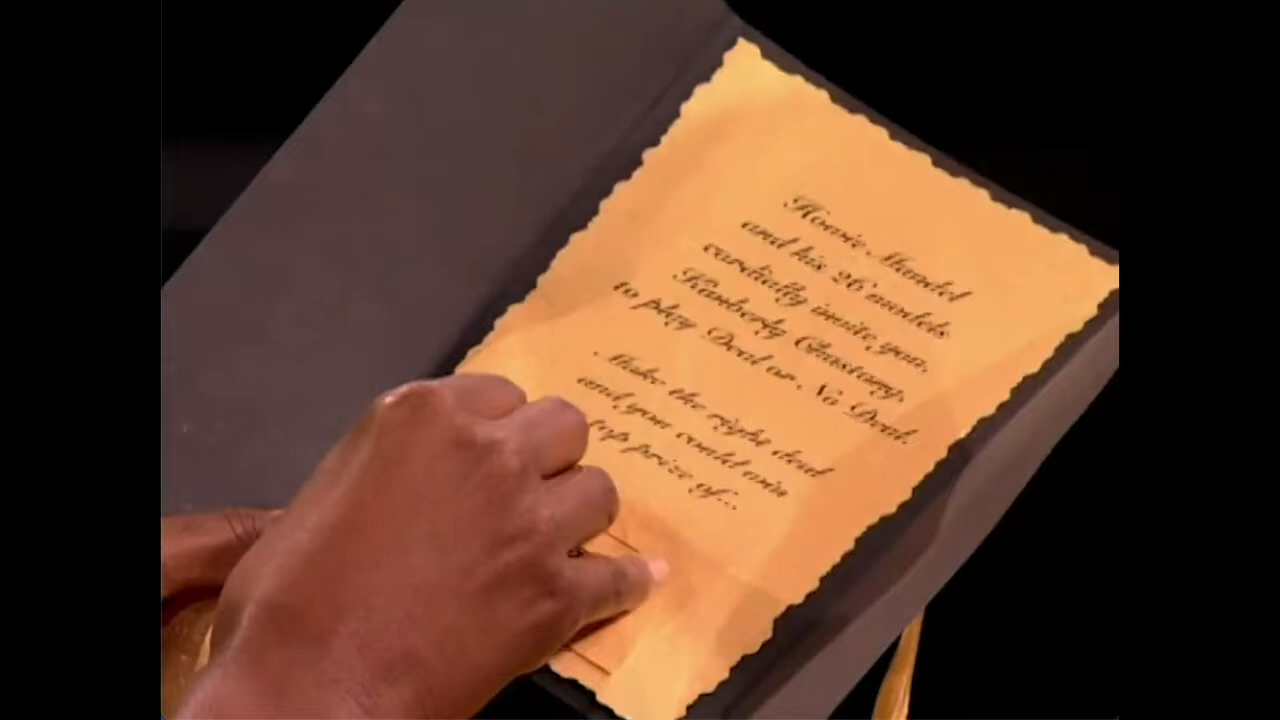 Howie Mandel
and his 26 models
cordially invite you,
Kimberly Clustony,
to play Deal or No Deal.
Make the right deal
and you could win
top prize of...